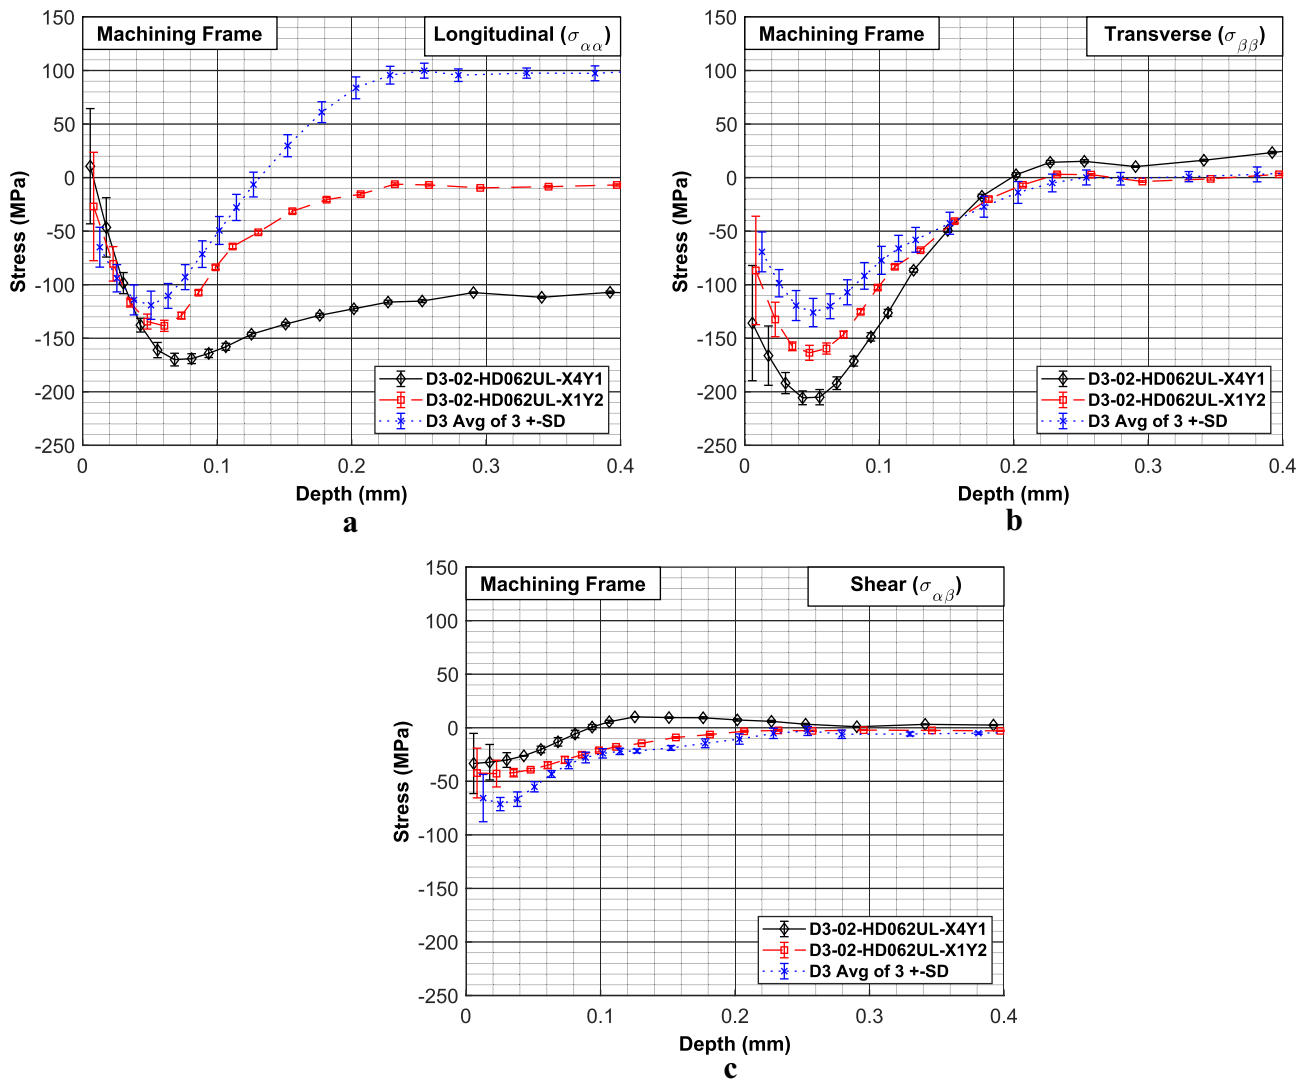 Machining Frame
Longitudinal (σαα)
150
100
50
0
-50
-100
-150
-200
-250
Stress (MPa)
D3-02-HD062UL-X4Y1
D3-02-HD062UL-X1Y2
D3 Avg of 3 +-SD
0 0.1 0.2 0.3 0.4
Depth (mm)
a
Machining Frame
Transverse (σββ)
150
100
50
0
-50
-100
-150
-200
-250
Stress (MPa)
D3-02-HD062UL-X4Y1
D3-02-HD062UL-X1Y2
D3 Avg of 3 +-SD
0 0.1 0.2 0.3 0.4
Depth (mm)
b
Machining Frame
Shear (σαβ)
150
100
50
0
-50
-100
-150
-200
-250
Stress (MPa)
D3-02-HD062UL-X4Y1
D3-02-HD062UL-X1Y2
D3 Avg of 3 +-SD
0 0.1 0.2 0.3 0.4
Depth (mm)
c